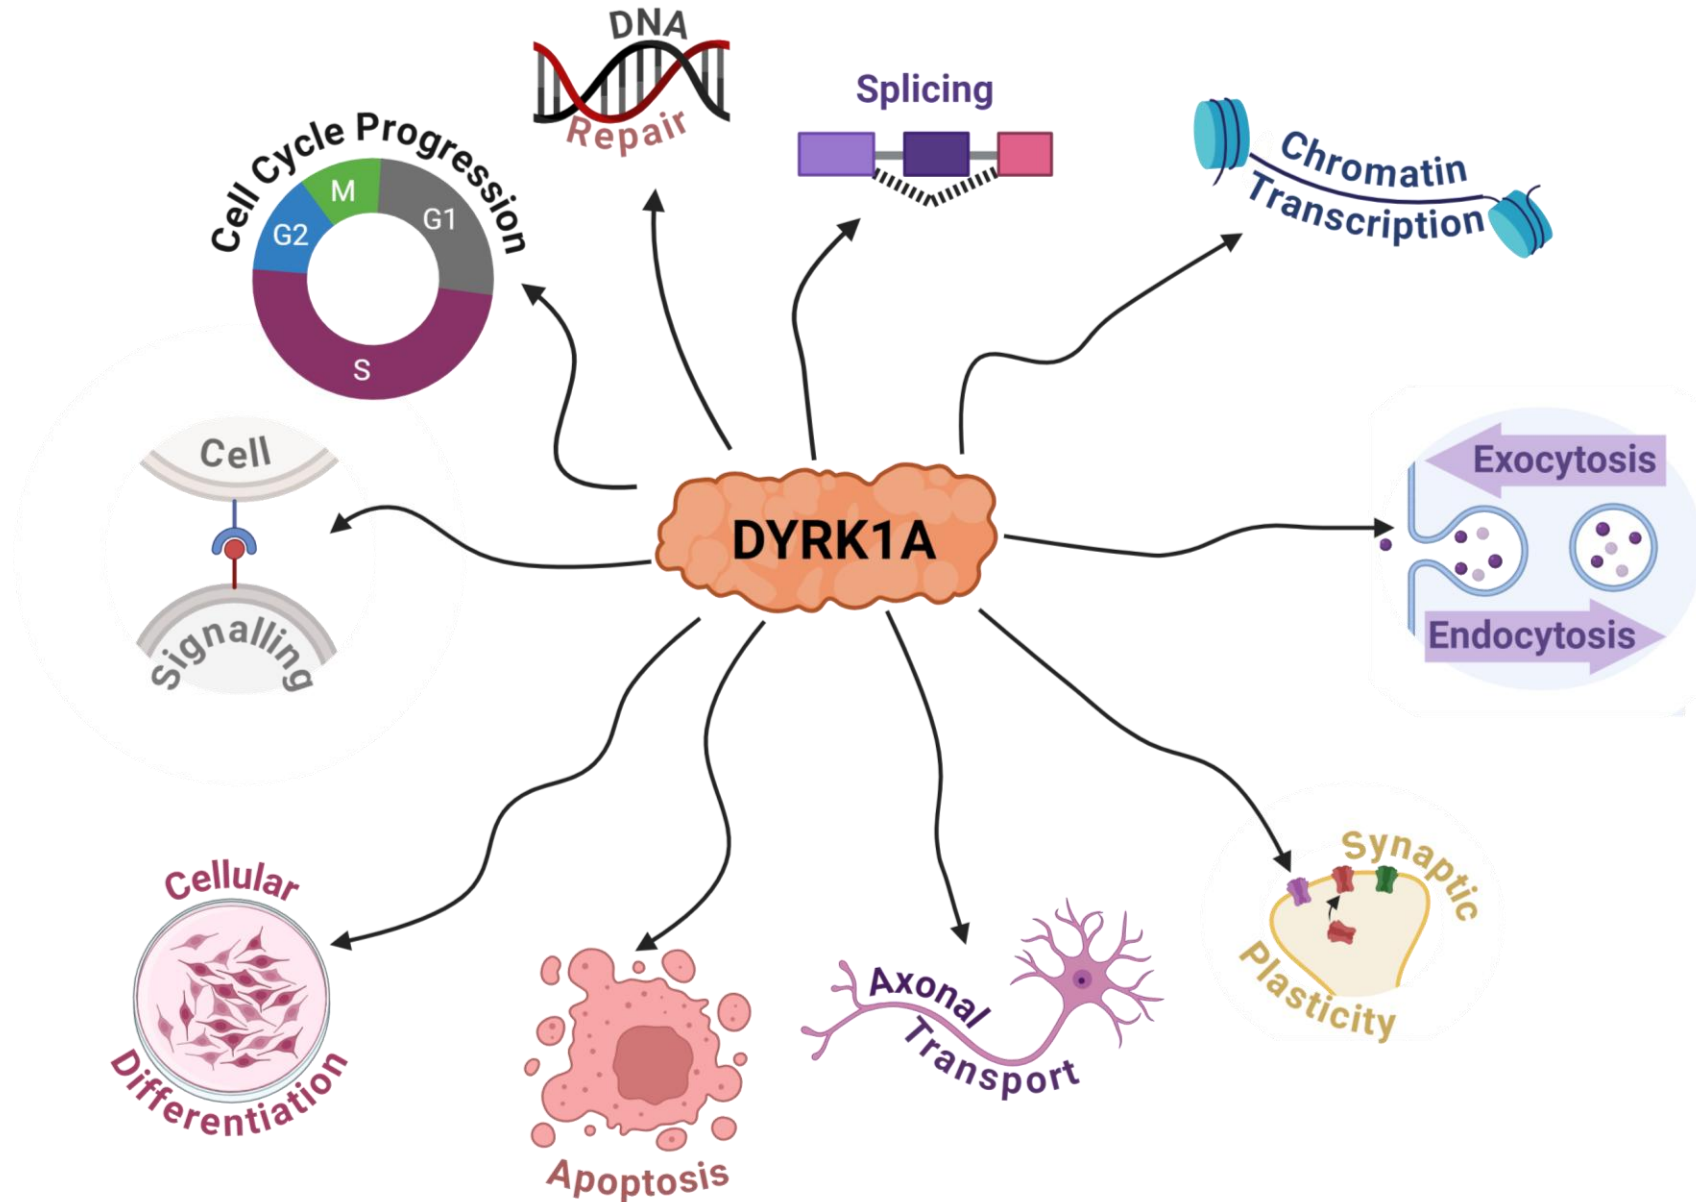 DNA
Repair
Splicing
Chromatin
Transcription
Cell Cycle Progression
M
G1
G2
S
Cell
Signalling
DYRK1A
Exocytosis
Endocytosis
Cellular
Differentiation
Apoptosis
Axonal
Transport
Synaptic
Plasticity